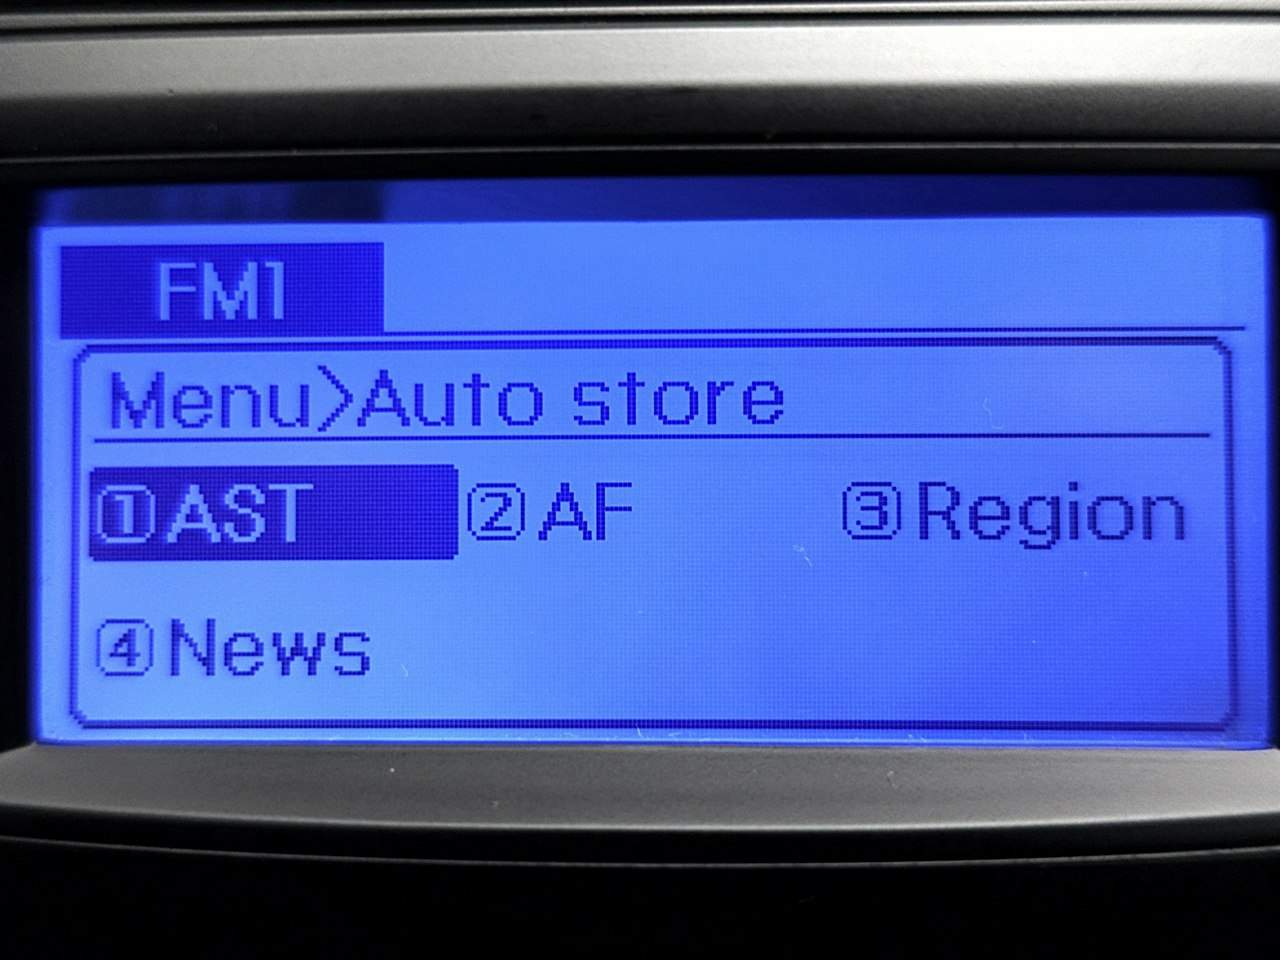 FM1
Menu>Auto store
①AST ②AF ③Region
④News